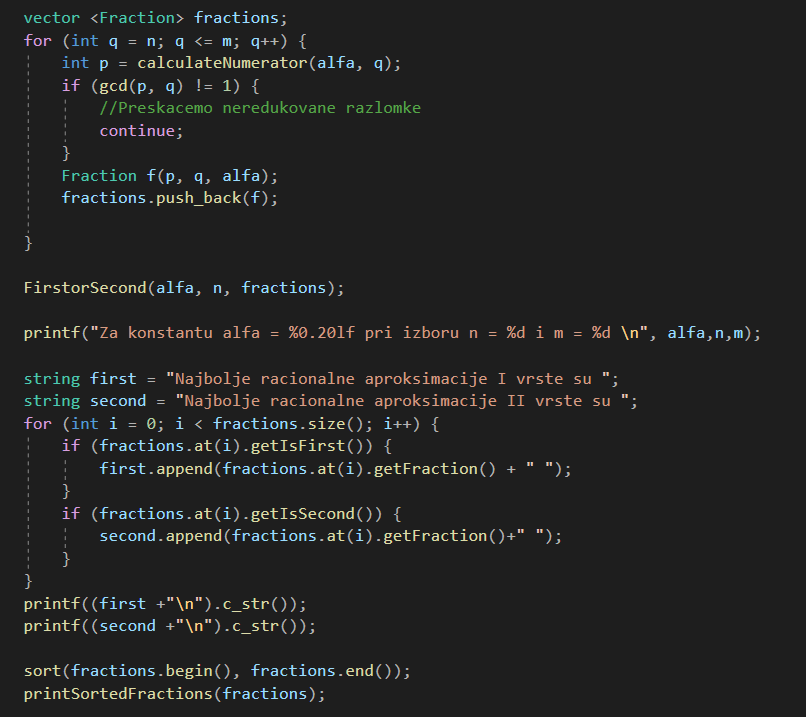 vector <Fraction> fractions;
for (int q = n; q <= m; q++) {
    int p = calculateNumerator(alfa, q);
    if (gcd(p, q) != 1) {
        //Preskacemo neredukovane razlomke
        continue;
    }
    Fraction f(p, q, alfa);
    fractions.push_back(f);
}
FirstorSecond(alfa, n, fractions);
printf("Za konstantu alfa = %0.20lf pri izboru n = %d i m = %d \n", alfa,n,m);
string first = "Najbolje racionalne aproksimacije I vrste su ";
string second = "Najbolje racionalne aproksimacije II vrste su ";
for (int i = 0; i < fractions.size(); i++) {
    if (fractions.at(i).getIsFirst()) {
        first.append(fractions.at(i).getFraction() + " ");
    }
    if (fractions.at(i).getIsSecond()) {
        second.append(fractions.at(i).getFraction()+" ");
    }
}
printf((first +"\n").c_str());
printf((second +"\n").c_str());
sort(fractions.begin(), fractions.end());
printSortedFractions(fractions);